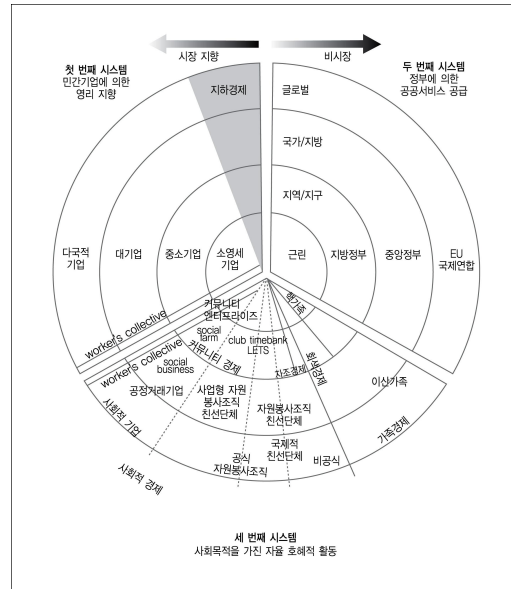 시장 지향
비시장
첫 번째 시스템
민간기업에 의한
영리 지향
두 번째 시스템
정부에 의한
공공서비스 공급
지하경제
글로벌
국가/지방
지역/지구
다국적
기업
대기업
중소기업
소영세
기업
근린
지방정부
중앙정부
EU
국제연합
worker's collective
커뮤니티
엔터프라이즈
핵가족
social
farm
club timebank
LETS
worker's collective
커뮤니티 경제
social
business
자조경제
회색경제
공정거래기업
사업형 자원
봉사조직
친선단체
자원봉사조직
친선단체
이산가족
사회적 기업
가족경제
공식
자원봉사조직
국제적
친선단체
비공식
사회적 경제
세 번째 시스템
사회목적을 가진 자율 호혜적 활동